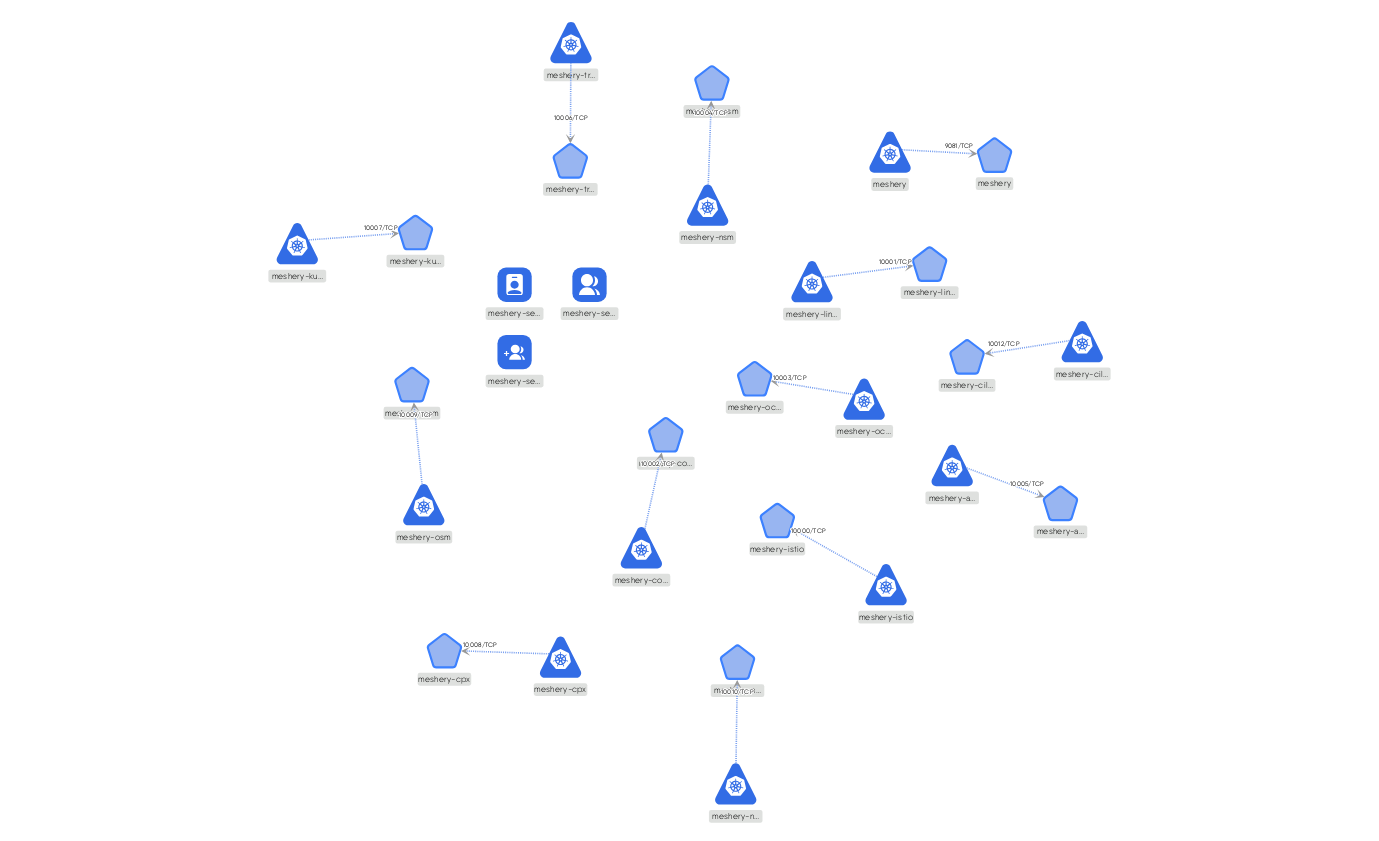 meshery-tr...
10006/TCP
meshery-tr...
10004/TCP
meshery-nsm
9081/TCP
meshery
meshery
10007/TCP
meshery-ku...
meshery-ku...
10001/TCP
meshery-lin...
meshery-lin...
meshery-se...
meshery-se...
meshery-se...
10012/TCP
meshery-cil...
meshery-cil...
10003/TCP
meshery-oc...
meshery-oc...
10009/TCP
meshery-osm
10002/TCP
co...
meshery-co...
10005/TCP
meshery-a...
meshery-a...
10000/TCP
meshery-istio
meshery-istio
10008/TCP
meshery-cpx
meshery-cpx
10010/TCP
meshery-n...